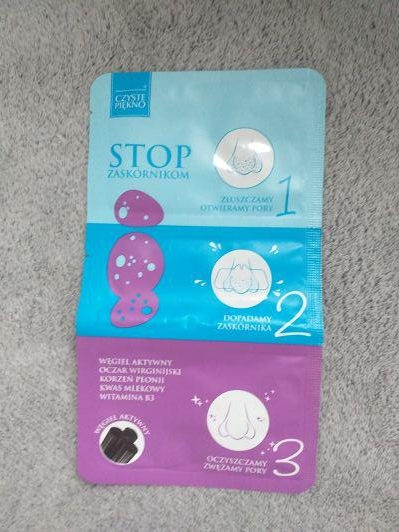 CZYSTE
PIĘKNO
STOP
ZASKÓRNIKOM
ZŁUSZCZAMY
OTWIERAMY PORY
1
DOPADAMY
ZASKÓRNIKA
2
WĘGIEL AKTYWNY
OCZAR WIRGINIJSKI
KORZEŃ PEONII
KWAS MLEKOWY
WITAMINA B3
WĘGIEL AKTYWNY
OCZYSZCZAMY
ZWĘŻAMY PORY
3